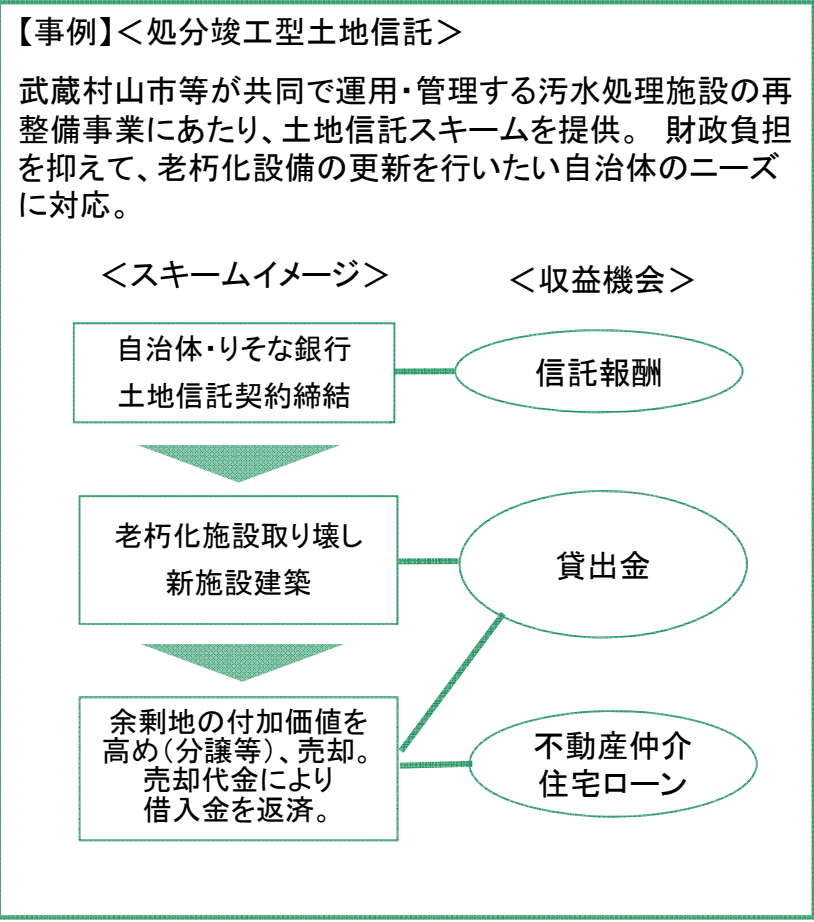 【事例】＜処分竣工型土地信託＞
武蔵村山市等が共同で運用・管理する汚水処理施設の再
整備事業にあたり、土地信託スキームを提供。 財政負担
を抑えて、老朽化設備の更新を行いたい自治体のニーズ
に対応。
＜スキームイメージ＞
＜収益機会＞
自治体・りそな銀行
土地信託契約締結
信託報酬
老朽化施設取り壊し
新施設建築
貸出金
余剰地の付加価値を
高め（分譲等）、売却。
売却代金により
借入金を返済。
不動産仲介
住宅ローン